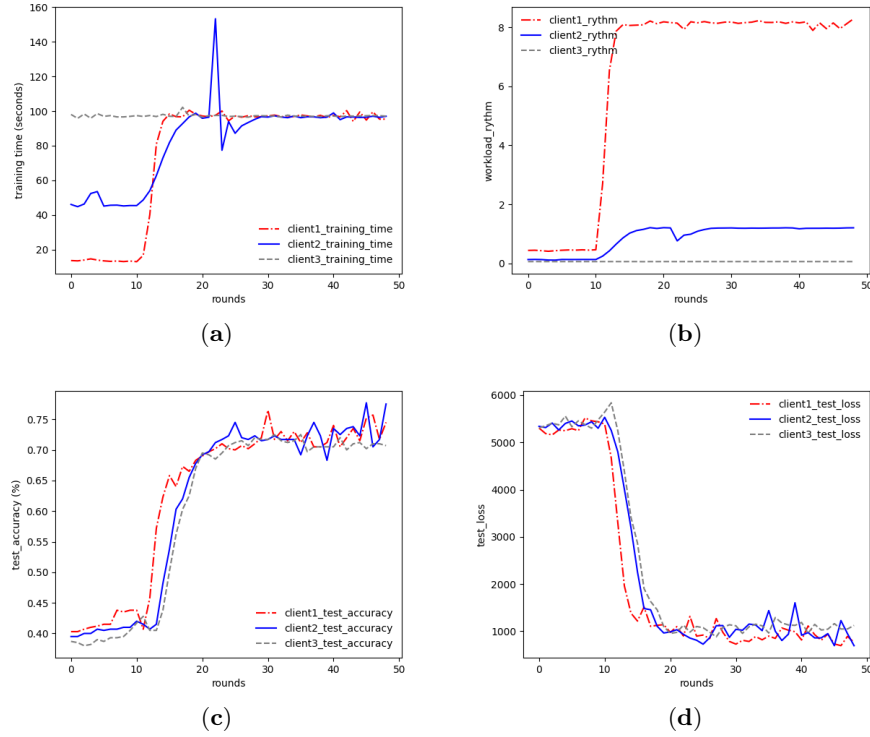 160
140
120
100
80
60
40
20
training time (seconds)
client1_training_time
client2_training_time
client3_training_time
0 10 20 30 40 50
rounds
(a)
8
6
4
2
0
workload_rythm
client1_rythm
client2_rythm
client3_rythm
0 10 20 30 40 50
rounds
(b)
0.75
0.70
0.65
0.60
0.55
0.50
0.45
0.40
test_accuracy (%)
client1_test_accuracy
client2_test_accuracy
client3_test_accuracy
0 10 20 30 40 50
rounds
(c)
6000
5000
4000
3000
2000
1000
test_loss
client1_test_loss
client2_test_loss
client3_test_loss
0 10 20 30 40 50
rounds
(d)